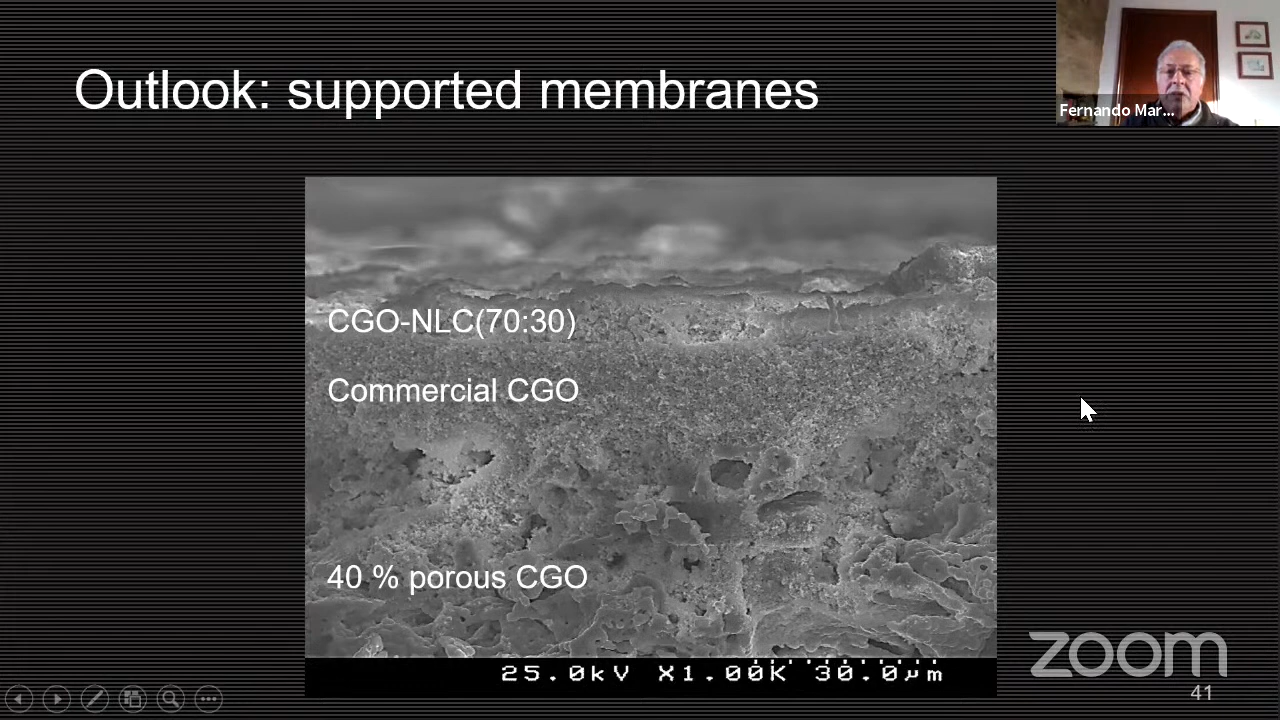 Outlook: supported membranes
Fernando Mar...
CGO-NLC(70:30)
Commercial CGO
40 % porous CGO
25.0kV X1.00K 30.0µm
zoom
41